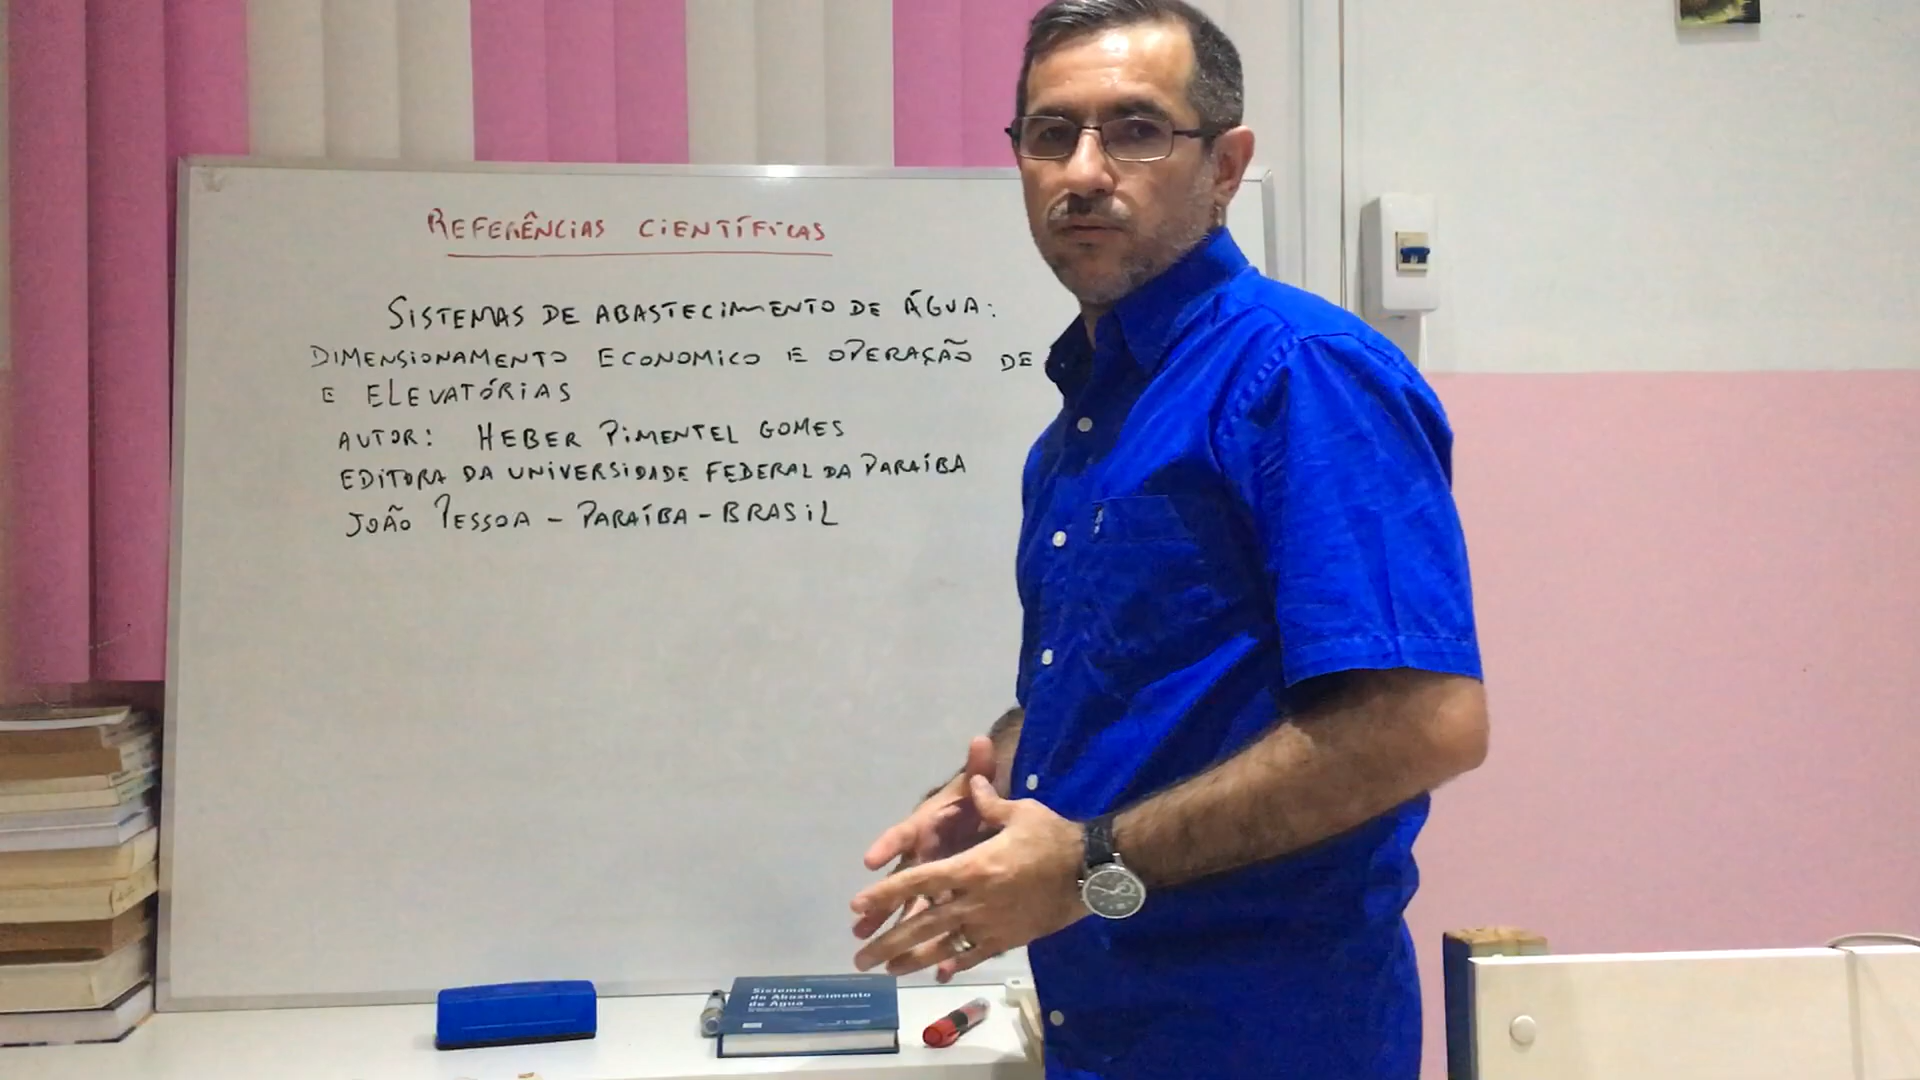 REFERÊNCIAS CIENTÍFICAS
SISTEMAS DE ABASTECIMENTO DE ÁGUA:
DIMENSIONAMENTO ECONOMICO E OPERAÇÃO DE
E ELEVATÓRIAS
AUTOR: HEBER PIMENTEL GOMES
EDITORA DA UNIVERSIDADE FEDERAL DA PARAÍBA
JOÃO PESSOA - PARAÍBA - BRASIL
Sistemas
de Abastecimento
de Água